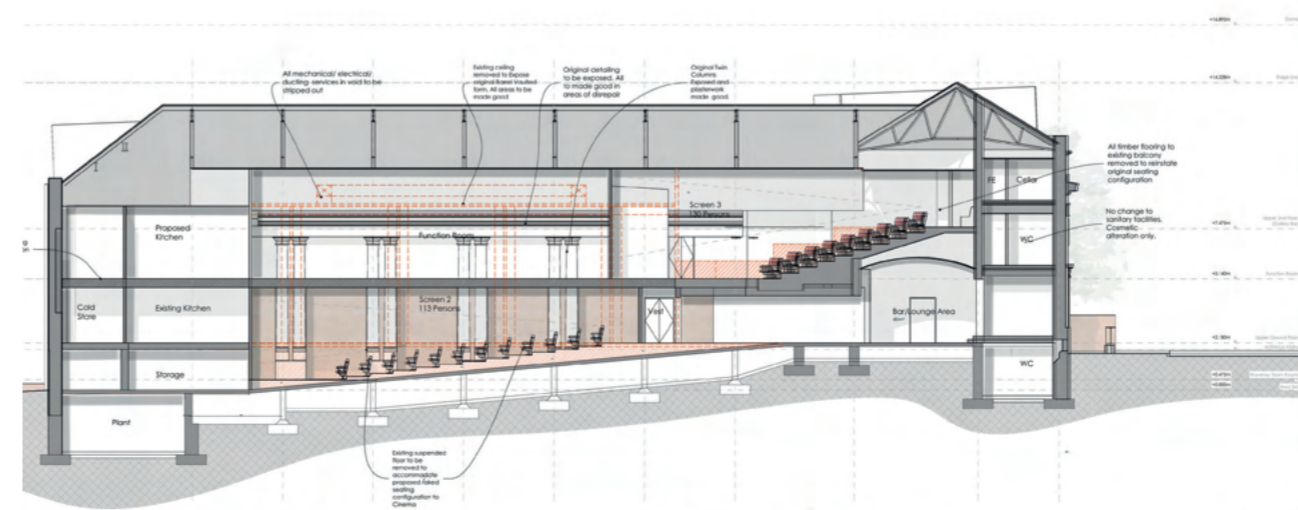 All mechanical/ electrical/
ducting, services in void to be
stripped out
Existing ceiling
removed to Expose
original Barrel Vaulted
form. All areas to be
made good
Original detailing
to be exposed. All
to made good in
areas of disrepair
Original Twin
Columns
Exposed and
plasterwork
made good.
All timber flooring to
existing balcony
removed to reinstate
original seating
configuration
No change to
sanitary facilities.
Cosmetic
alteration only.
Proposed
Kitchen
Function Room
Screen 3
130 Persons
FE
Cellar
WC
Cold
Store
Existing Kitchen
Screen 2
113 Persons
Vest
Bar/Lounge Area
Storage
WC
Plant
Existing suspended
floor to be
removed to
accommodate
proposed raked
seating
configuration to
Cinema